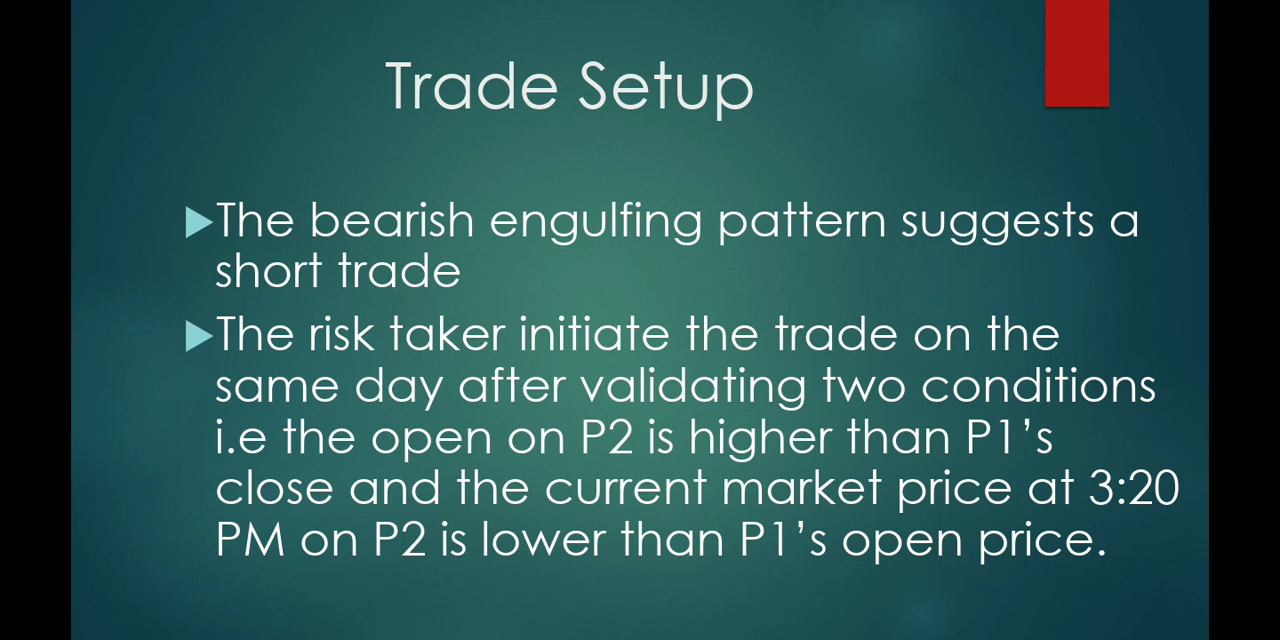 Trade Setup
The bearish engulfing pattern suggests a
short trade
The risk taker initiate the trade on the
same day after validating two conditions
i.e the open on P2 is higher than P1’s
close and the current market price at 3:20
PM on P2 is lower than P1’s open price.